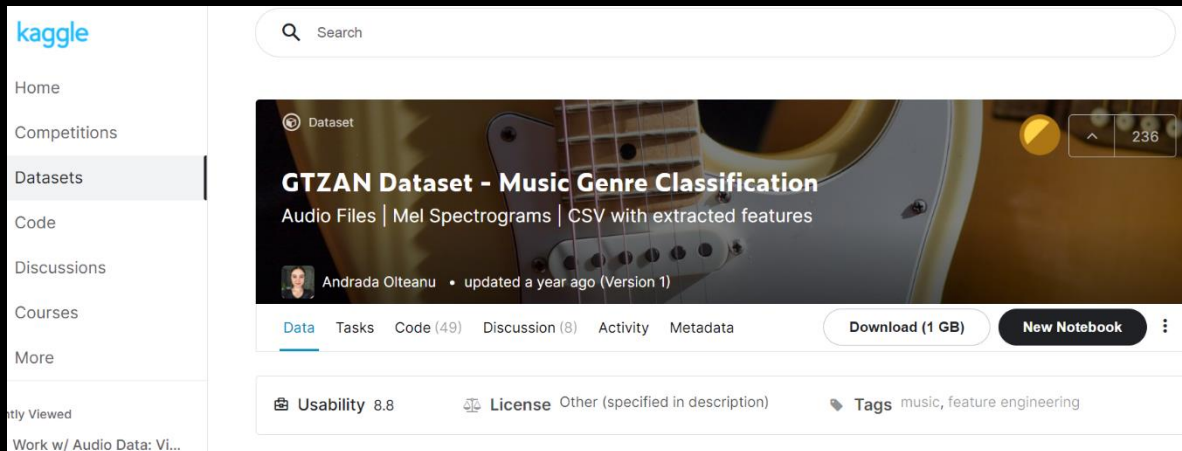 kaggle
Search
Home
Competitions
Datasets
Code
Discussions
Courses
More
ntly Viewed
Work w/ Audio Data: Vi...
Dataset
236
GTZAN Dataset - Music Genre Classification
Audio Files | Mel Spectrograms | CSV with extracted features
Andrada Olteanu • updated a year ago (Version 1)
Data Tasks Code (49) Discussion (8) Activity Metadata Download (1 GB) New Notebook
Usability 8.8 License Other (specified in description) Tags music, feature engineering